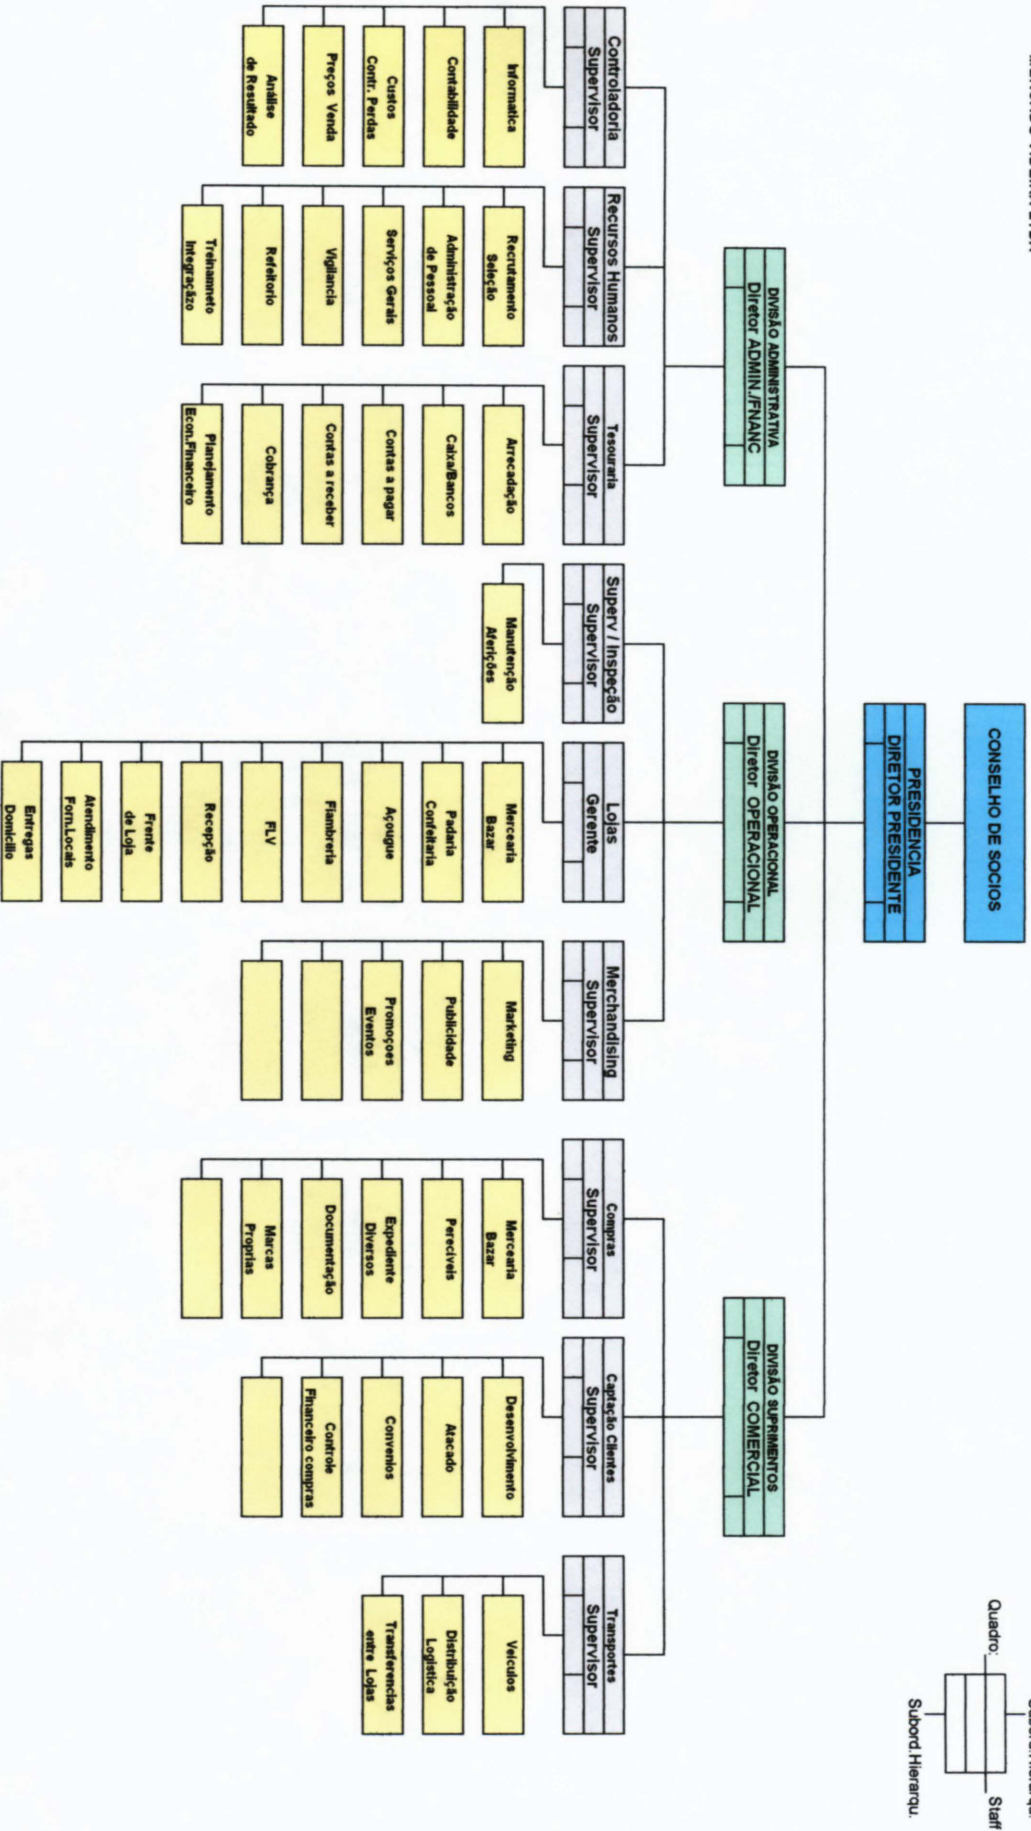 CONSELHO DE SOCIOS
PRESIDENCIA
DIRETOR PRESIDENTE
Quadro:
Staff
Subord.Hierarqu.
DIVISÃO ADMINISTRATIVA
Diretor ADMIN./FNANC
DIVISÃO OPERACIONAL
Diretor OPERACIONAL
DIVISÃO SUPRIMENTOS
Diretor COMERCIAL
Controladoria
Supervisor
Informatica
Contabilidade
Custos
Contr. Perdas
Preços Venda
Análise
de Resultado
Recursos Humanos
Supervisor
Recrutamento
Seleção
Administração
de Pessoal
Serviços Gerais
Vigilancia
Refeitorio
Treinamneto
Integraçãzo
Tesouraria
Supervisor
Arrecadação
Caixa/Bancos
Contas a pagar
Contas a receber
Cobrança
Planejamento
Econ.Financeiro
Superv / Inspeção
Supervisor
Manutenção
Aferições
Lojas
Gerente
Mercearia
Bazar
Padaria
Confeitaria
Açougue
Fiambreria
FLV
Recepção
Frente
de Loja
Atendimento
Forn.Locais
Entregas
Domicilio
Merchandising
Supervisor
Marketing
Publicidade
Promoçoes
Eventos
Compras
Supervisor
Mercearia
Bazar
Pereciveis
Expediente
Diversos
Documentação
Marcas
Proprias
Captação Clientes
Supervisor
Desenvolvimento
Atacado
Convenios
Controle
Financeiro compras
Transportes
Supervisor
Veiculos
Distribuição
Logistica
Transferencias
entre Lojas